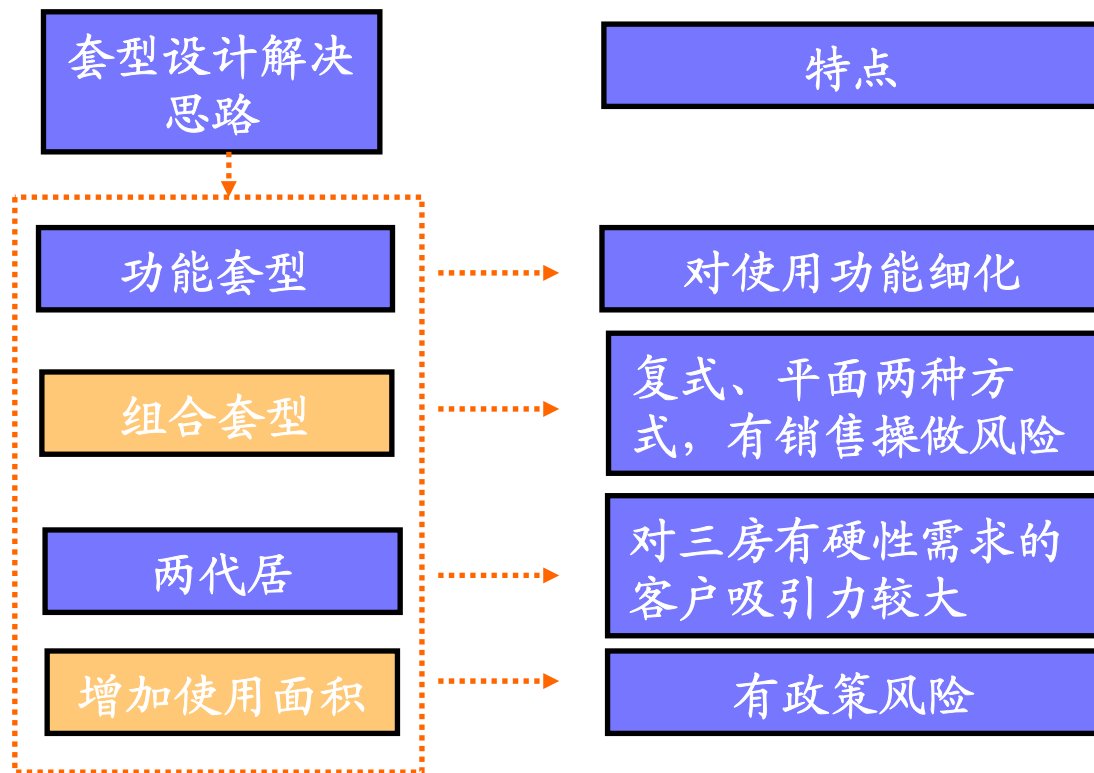 套型设计解决
思路
特点
功能套型
对使用功能细化
组合套型
复式、平面两种方
式，有销售操做风险
两代居
对三房有硬性需求的
客户吸引力较大
增加使用面积
有政策风险